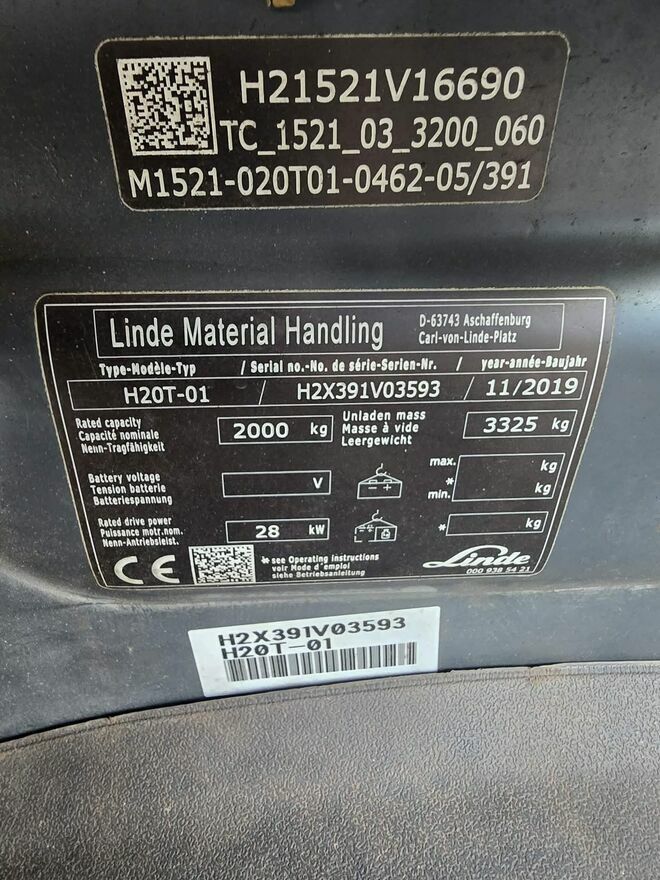 H21521V16690
TC_1521_03_3200_060
M1521-020T01-0462-05/391
Linde Material Handling
D-63743 Aschaffenburg
Carl-von-Linde-Platz
Type-Modèle-Typ / Serial no.-No. de série-Serien-Nr. / year-année-Baujahr
H20T-01 / H2X391V03593 / 11/2019
Rated capacity
Capacité nominale
Nenn-Tragfähigkeit
2000 kg
Unladen mass
Masse à vide
Leergewicht
3325 kg
Battery voltage
Tension batterie
Batteriespannung
V
max. kg
*
min. kg
Rated drive power
Puissance motr.nom.
Nenn-Antriebsleist.
28 kW
* kg
CE
* see Operating instructions
voir Mode d'emploi
siehe Betriebsanleitung
Linde
000 938 54 21
H2X391V03593
H20T-01